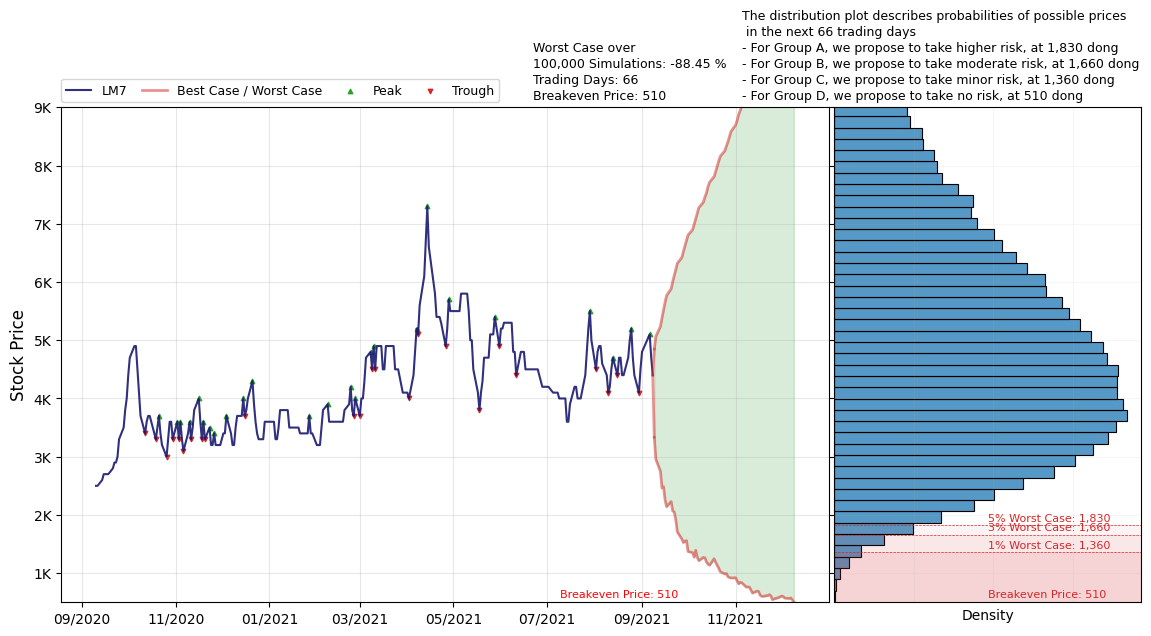 The distribution plot describes probabilities of possible prices
in the next 66 trading days
- For Group A, we propose to take higher risk, at 1,830 dong
- For Group B, we propose to take moderate risk, at 1,660 dong
- For Group C, we propose to take minor risk, at 1,360 dong
- For Group D, we propose to take no risk, at 510 dong
Worst Case over
100,000 Simulations: -88.45 %
Trading Days: 66
Breakeven Price: 510
LM7
Best Case / Worst Case
Peak
Trough
Stock Price
9K
8K
7K
6K
5K
4K
3K
2K
1K
Breakeven Price: 510
09/2020
11/2020
01/2021
03/2021
05/2021
07/2021
09/2021
11/2021
5% Worst Case: 1,830
3% Worst Case: 1,660
1% Worst Case: 1,360
Breakeven Price: 510
Density